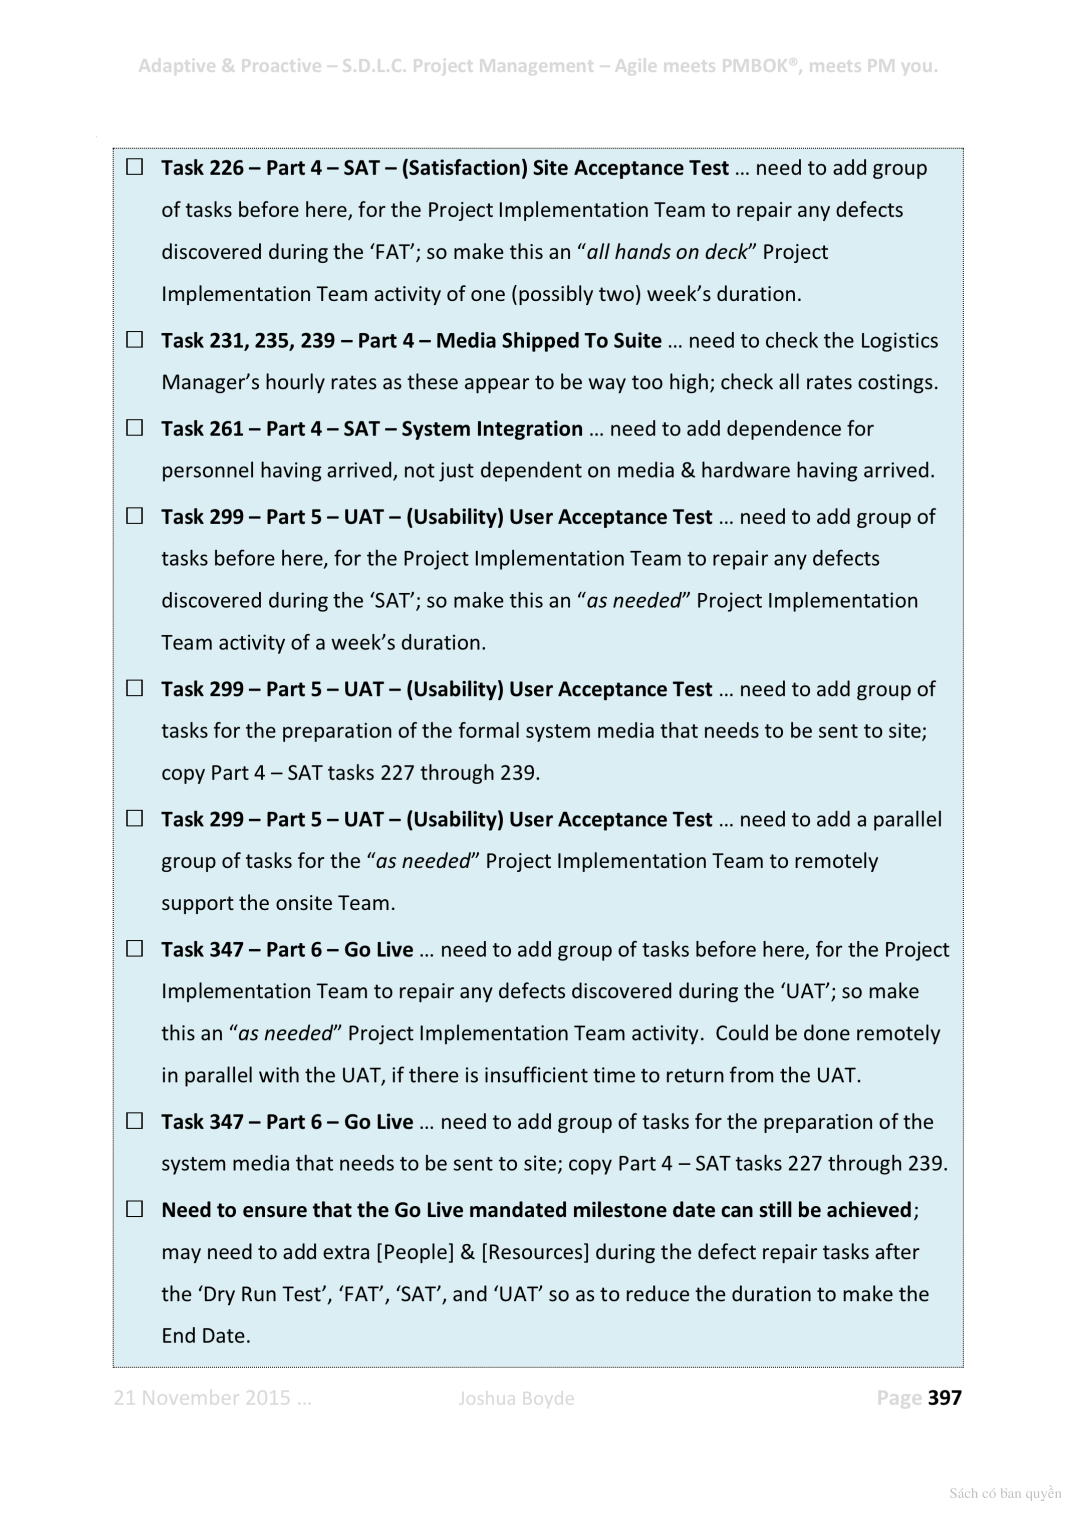 Adaptive & Proactive – S.D.L.C. Project Management – Agile meets PMBOK®, meets PM you.
☐ Task 226 – Part 4 – SAT – (Satisfaction) Site Acceptance Test … need to add group
of tasks before here, for the Project Implementation Team to repair any defects
discovered during the ‘FAT’; so make this an “all hands on deck” Project
Implementation Team activity of one (possibly two) week’s duration.
☐ Task 231, 235, 239 – Part 4 – Media Shipped To Suite … need to check the Logistics
Manager’s hourly rates as these appear to be way too high; check all rates costings.
☐ Task 261 – Part 4 – SAT – System Integration … need to add dependence for
personnel having arrived, not just dependent on media & hardware having arrived.
☐ Task 299 – Part 5 – UAT – (Usability) User Acceptance Test … need to add group of
tasks before here, for the Project Implementation Team to repair any defects
discovered during the ‘SAT’; so make this an “as needed” Project Implementation
Team activity of a week’s duration.
☐ Task 299 – Part 5 – UAT – (Usability) User Acceptance Test … need to add group of
tasks for the preparation of the formal system media that needs to be sent to site;
copy Part 4 – SAT tasks 227 through 239.
☐ Task 299 – Part 5 – UAT – (Usability) User Acceptance Test … need to add a parallel
group of tasks for the “as needed” Project Implementation Team to remotely
support the onsite Team.
☐ Task 347 – Part 6 – Go Live … need to add group of tasks before here, for the Project
Implementation Team to repair any defects discovered during the ‘UAT’; so make
this an “as needed” Project Implementation Team activity.  Could be done remotely
in parallel with the UAT, if there is insufficient time to return from the UAT.
☐ Task 347 – Part 6 – Go Live … need to add group of tasks for the preparation of the
system media that needs to be sent to site; copy Part 4 – SAT tasks 227 through 239.
☐ Need to ensure that the Go Live mandated milestone date can still be achieved;
may need to add extra [People] & [Resources] during the defect repair tasks after
the ‘Dry Run Test’, ‘FAT’, ‘SAT’, and ‘UAT’ so as to reduce the duration to make the
End Date.
21 November 2015 … Joshua Boyde Page 397
Sách có bản quyền